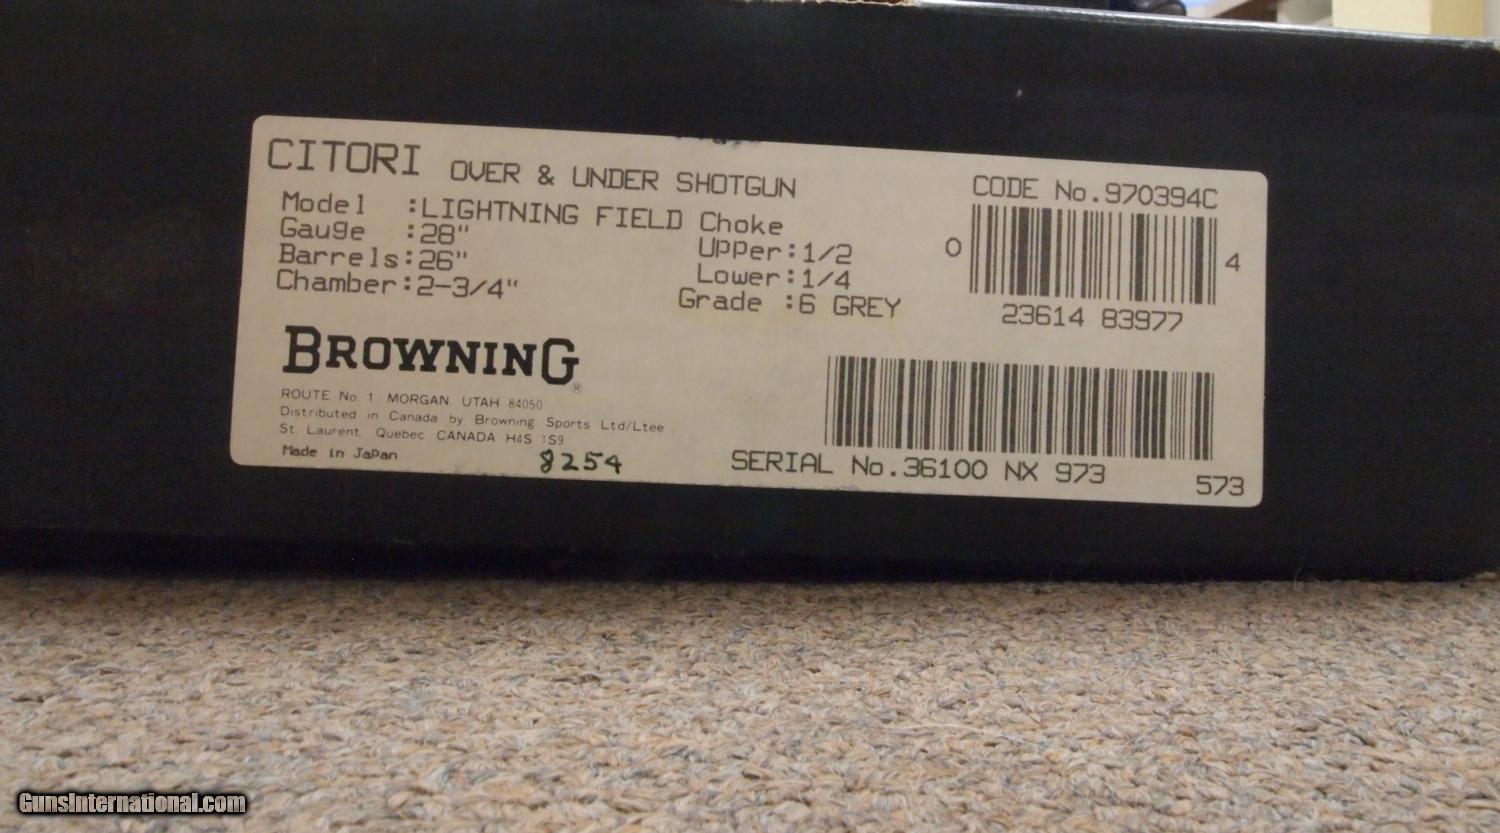 CITORI OVER & UNDER SHOTGUN
Model :LIGHTNING FIELD Choke
Gauge :28"
Upper:1/2
Barrels:26"
Lower:1/4
Chamber:2-3/4"
Grade :6 GREY
CODE No.970394C
0 4
23614 83977
BROWNING®
ROUTE No. 1 MORGAN, UTAH 84050
Distributed in Canada by Browning Sports Ltd/Ltee
St. Laurent, Quebec CANADA H4S 1S9
Made in Japan
8254
SERIAL No.36100 NX 973
573
GunsInternational.com